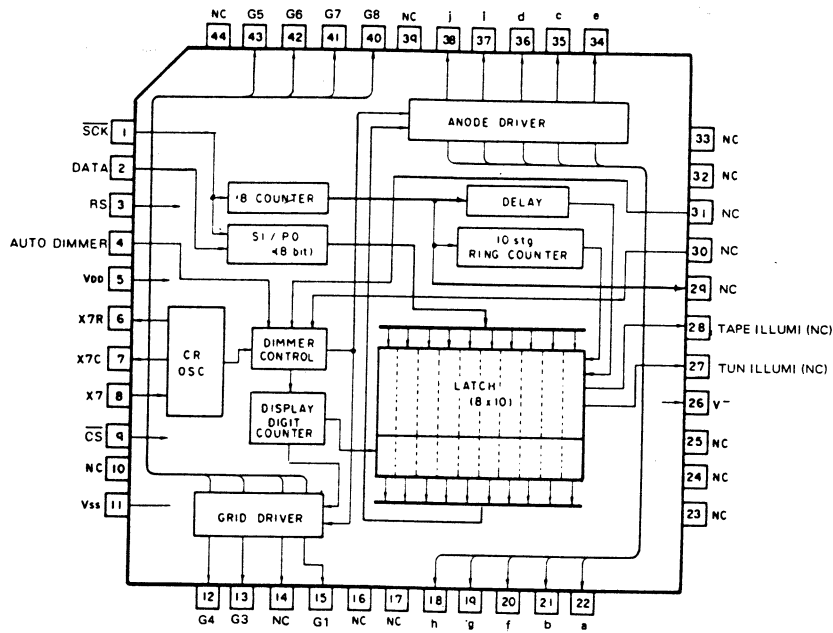 NC G5 G6 G7 G8 NC j i d c e
44 43 42 41 40 39 38 37 36 35 34
SCK 1
DATA 2
RS 3
AUTO DIMMER 4
VDD 5
X7R 6
X7C 7
X7 8
CS 9
NC 10
Vss 11
ANODE DRIVER
8 COUNTER
DELAY
SI / PO
(8 bit)
10 stg
RING COUNTER
CR
OSC
DIMMER
CONTROL
DISPLAY
DIGIT
COUNTER
LATCH
(8 x 10)
GRID DRIVER
33 NC
32 NC
31 NC
30 NC
29 NC
28 TAPE ILLUMI (NC)
27 TUN ILLUMI (NC)
26 V⁻
25 NC
24 NC
23 NC
12 13 14 15 16 17 18 19 20 21 22
G4 G3 NC G1 NC NC h g f b a